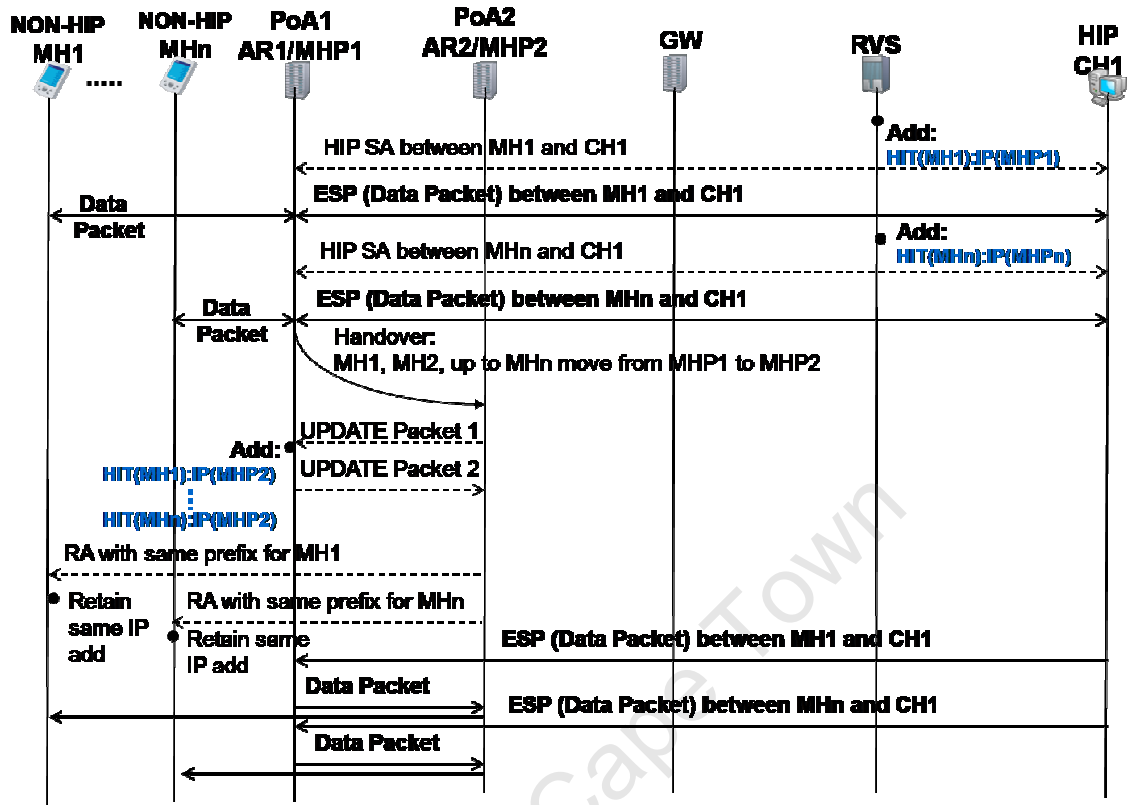 NON-HIP
MH1
.....
NON-HIP
MHn
PoA1
AR1/MHP1
PoA2
AR2/MHP2
GW
RVS
HIP
CH1
Add:
HIT(MH1):IP(MHP1)
HIP SA between MH1 and CH1
ESP (Data Packet) between MH1 and CH1
Data
Packet
Add:
HIT(MHn):IP(MHPn)
HIP SA between MHn and CH1
ESP (Data Packet) between MHn and CH1
Data
Packet
Handover:
MH1, MH2, up to MHn move from MHP1 to MHP2
UPDATE Packet 1
Add:
HIT(MH1):IP(MHP2)
UPDATE Packet 2
HIT(MHn):IP(MHP2)
RA with same prefix for MH1
Retain
same IP
add
RA with same prefix for MHn
Retain same
IP add
ESP (Data Packet) between MH1 and CH1
Data Packet
ESP (Data Packet) between MHn and CH1
Data Packet
Cape Town